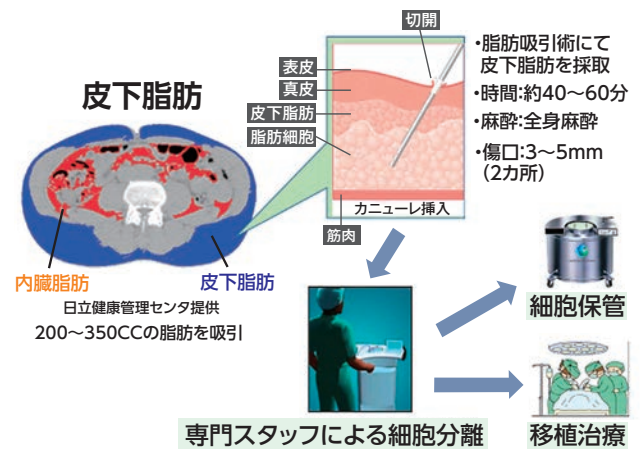 皮下脂肪
内臓脂肪
皮下脂肪
日立健康管理センタ提供
200〜350CCの脂肪を吸引
切開
表皮
真皮
皮下脂肪
脂肪細胞
筋肉
カニューレ挿入
・脂肪吸引術にて
皮下脂肪を採取
・時間:約40〜60分
・麻酔:全身麻酔
・傷口:3〜5mm
(2カ所)
細胞保管
専門スタッフによる細胞分離
移植治療